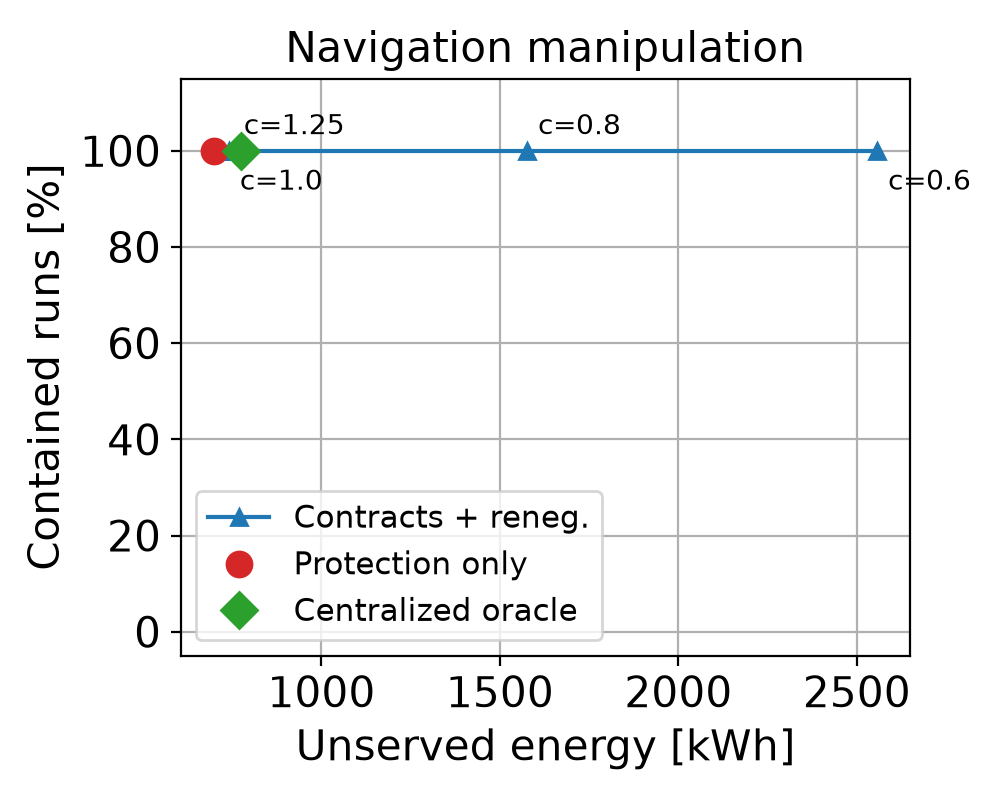 Navigation manipulation
Contained runs [%]
100
80
60
40
20
0
c=1.25
c=0.8
c=1.0
c=0.6
Contracts + reneg.
Protection only
Centralized oracle
1000 1500 2000 2500
Unserved energy [kWh]